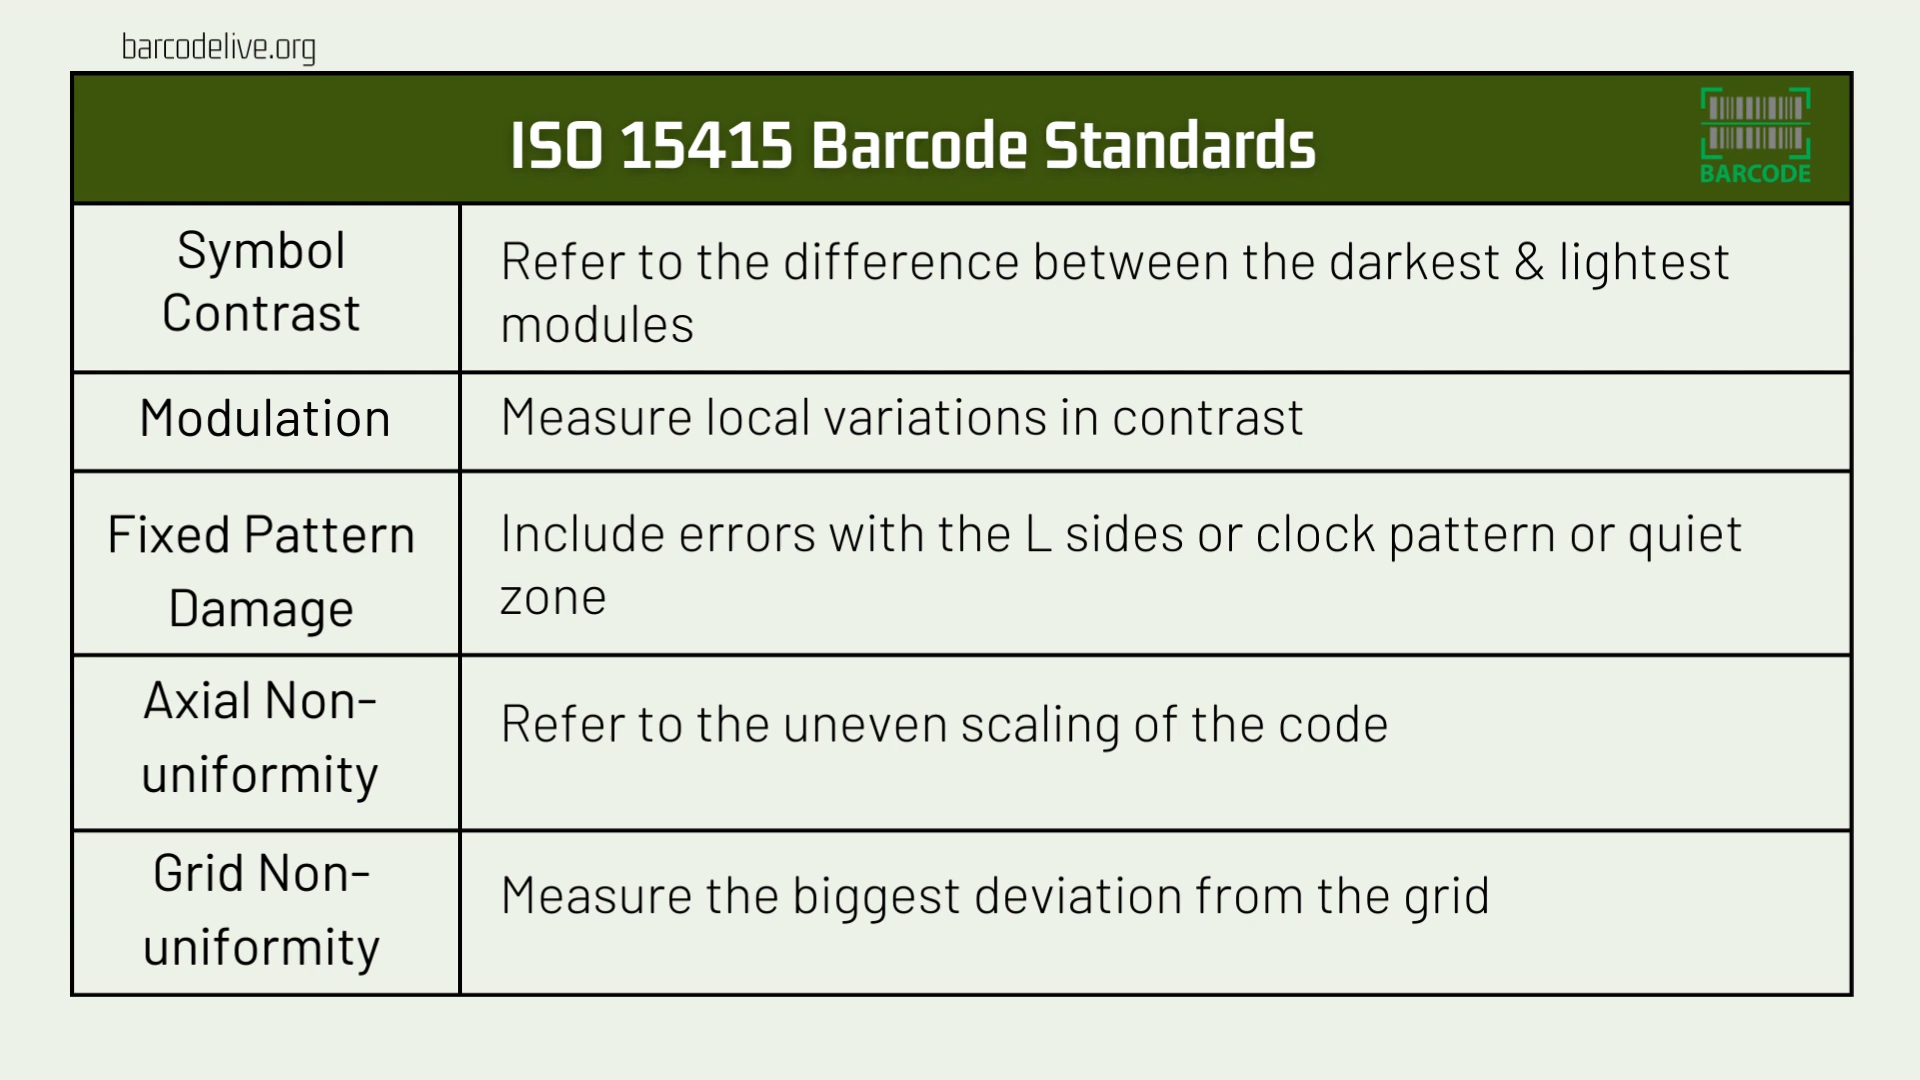 barcodelive.org
ISO 15415 Barcode Standards
BARCODE
Symbol
Contrast
Refer to the difference between the darkest & lightest
modules
Modulation
Measure local variations in contrast
Fixed Pattern
Damage
Include errors with the L sides or clock pattern or quiet
zone
Axial Non-
uniformity
Refer to the uneven scaling of the code
Grid Non-
uniformity
Measure the biggest deviation from the grid